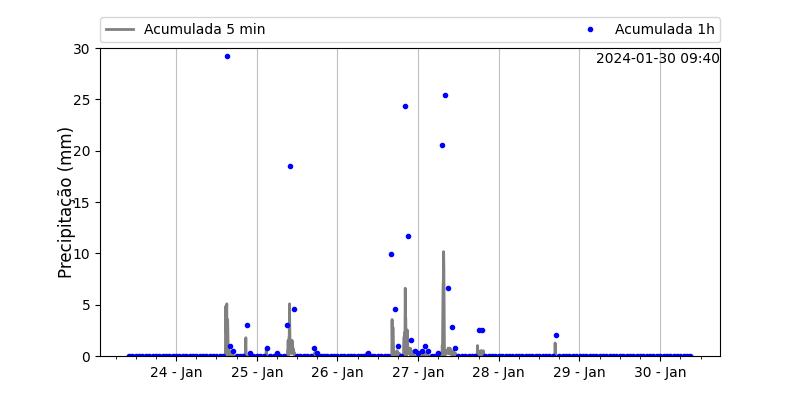 Acumulada 5 min
Acumulada 1h
2024-01-30 09:40
Precipitação (mm)
30
25
20
15
10
5
0
24 - Jan
25 - Jan
26 - Jan
27 - Jan
28 - Jan
29 - Jan
30 - Jan